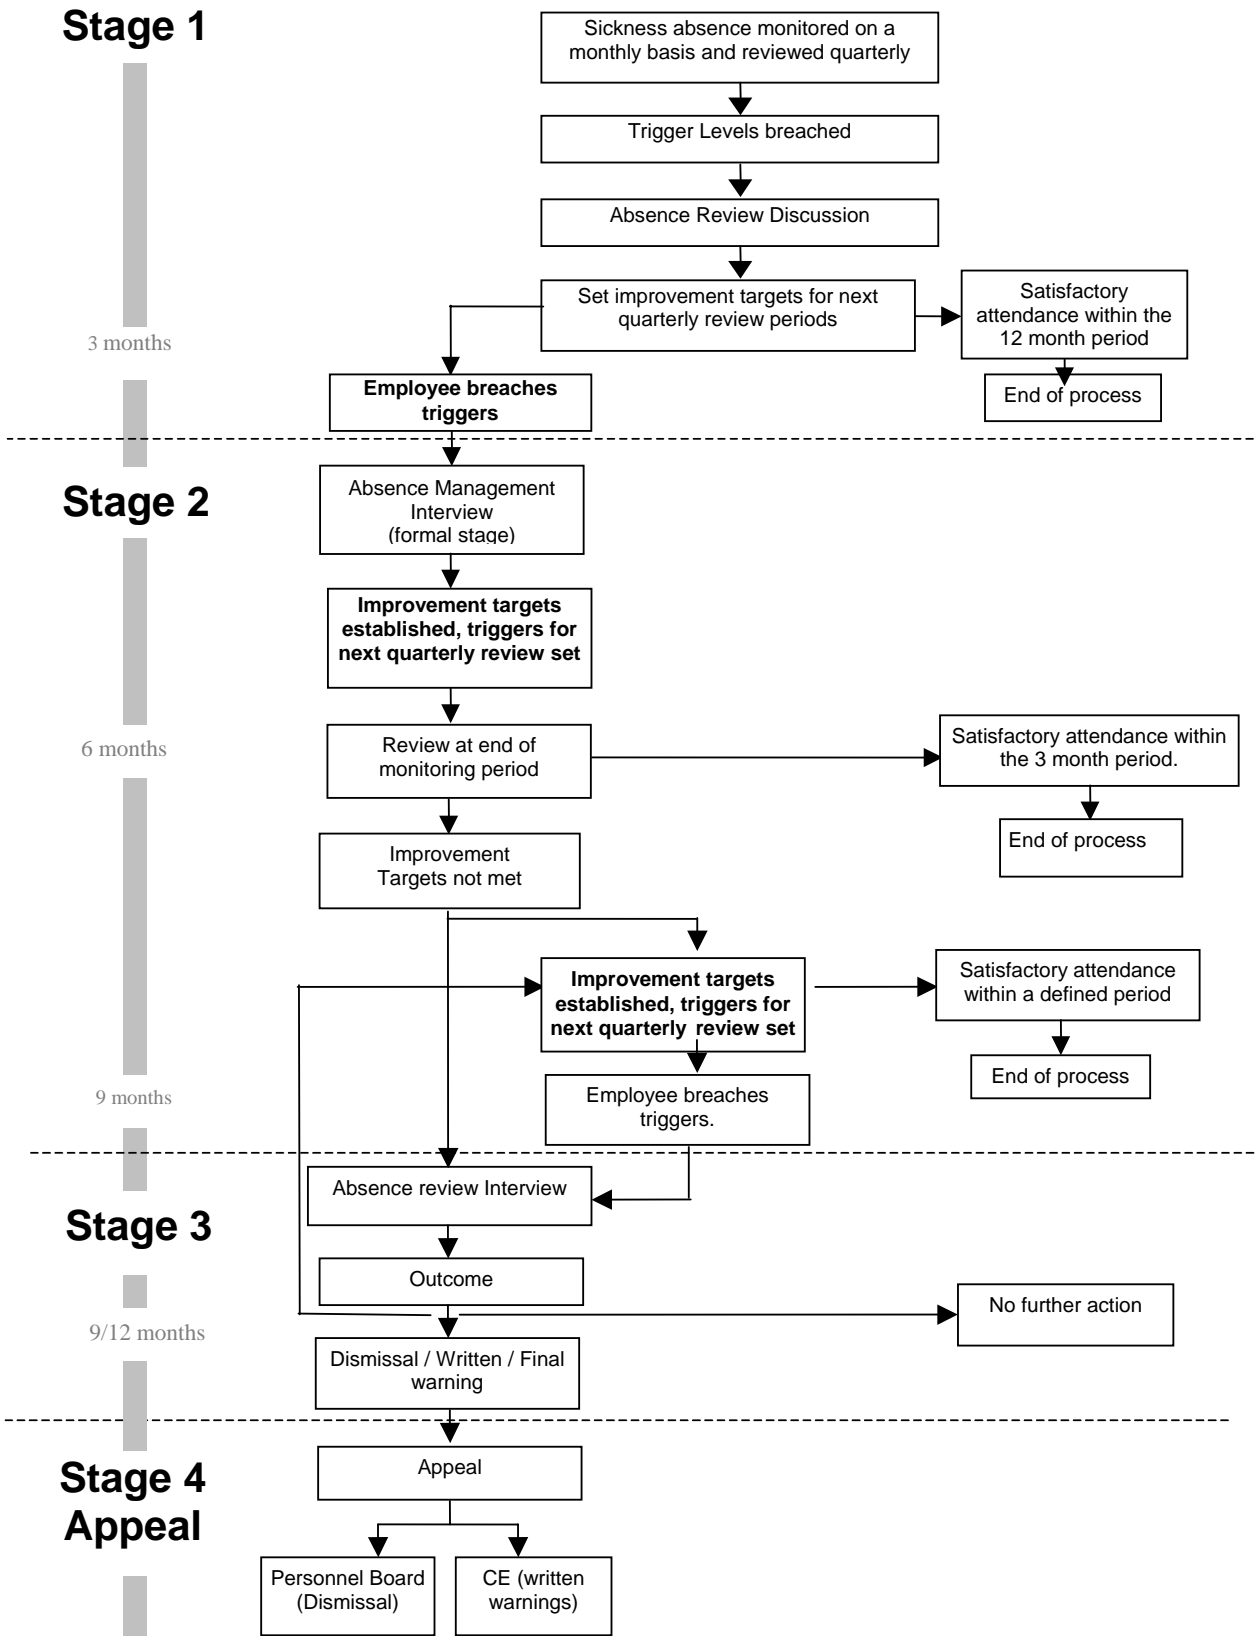 Stage 1
Sickness absence monitored on a
monthly basis and reviewed quarterly
Trigger Levels breached
Absence Review Discussion
Set improvement targets for next
quarterly review periods
Satisfactory
attendance within the
12 month period
3 months
Employee breaches
triggers
End of process
Stage 2
Absence Management
Interview
(formal stage)
Improvement targets
established, triggers for
next quarterly review set
6 months
Review at end of
monitoring period
Satisfactory attendance within
the 3 month period.
End of process
Improvement
Targets not met
Improvement targets
established, triggers for
next quarterly review set
Satisfactory attendance
within a defined period
End of process
9 months
Employee breaches
triggers.
Absence review Interview
Stage 3
Outcome
No further action
9/12 months
Dismissal / Written / Final
warning
Stage 4
Appeal
Appeal
Personnel Board
(Dismissal)
CE (written
warnings)